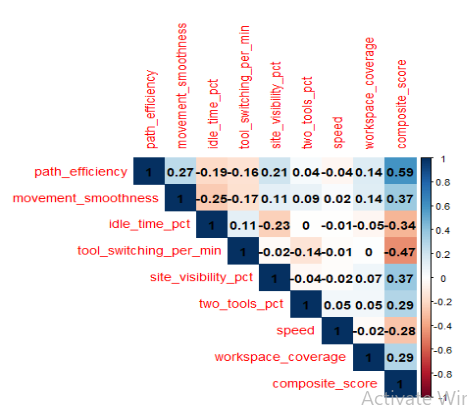 path_efficiency
movement_smoothness
idle_time_pct
tool_switching_per_min
site_visibility_pct
two_tools_pct
speed
workspace_coverage
composite_score
path_efficiency 1 0.27 -0.19 -0.16 0.21 0.04 -0.04 0.14 0.59
movement_smoothness 1 -0.25 -0.17 0.11 0.09 0.02 0.14 0.37
idle_time_pct 1 0.11 -0.23 0 -0.01 -0.05 -0.34
tool_switching_per_min 1 -0.02 -0.14 -0.01 0 -0.47
site_visibility_pct 1 -0.04 -0.02 0.07 0.37
two_tools_pct 1 0.05 0.05 0.29
speed 1 -0.02 -0.28
workspace_coverage 1 0.29
composite_score 1
1
0.8
0.6
0.4
0.2
0
-0.2
-0.4
-0.6
-0.8
-1
Activate Wir